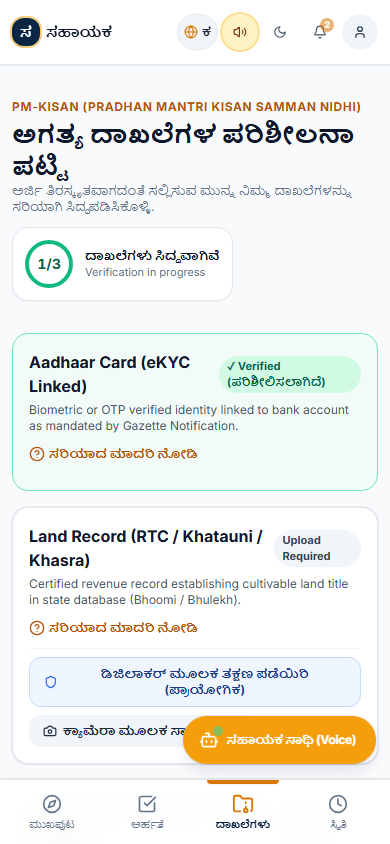 ಸ ಸಹಾಯಕ ಕ 2
PM-KISAN (PRADHAN MANTRI KISAN SAMMAN NIDHI)
ಅಗತ್ಯ ದಾಖಲೆಗಳ ಪರಿಶೀಲನಾ
ಪಟ್ಟಿ
ಅರ್ಜಿ ತಿರಸ್ಕೃತವಾಗದಂತೆ ಸಲ್ಲಿಸುವ ಮುನ್ನ ನಿಮ್ಮ ದಾಖಲೆಗಳನ್ನು
ಸರಿಯಾಗಿ ಸಿದ್ಧಪಡಿಸಿಕೊಳ್ಳಿ.
1/3
ದಾಖಲೆಗಳು ಸಿದ್ಧವಾಗಿವೆ
Verification in progress
Aadhaar Card (eKYC
Linked)
✓ Verified
(ಪರಿಶೀಲಿಸಲಾಗಿದೆ)
Biometric or OTP verified identity linked to bank account
as mandated by Gazette Notification.
ಸರಿಯಾದ ಮಾದರಿ ನೋಡಿ
Land Record (RTC / Khatauni /
Khasra)
Upload
Required
Certified revenue record establishing cultivable land title
in state database (Bhoomi / Bhulekh).
ಸರಿಯಾದ ಮಾದರಿ ನೋಡಿ
ಡಿಜಿಲಾಕರ್ ಮೂಲಕ ತಕ್ಷಣ ಪಡೆಯಿರಿ
(ಪ್ರಾಯೋಗಿಕ)
ಕ್ಯಾಮೆರಾ ಮೂಲಕ
ಸಹಾಯಕ ಸಾಥಿ (Voice)
ಮುಖಪುಟ
ಅರ್ಹತೆ
ದಾಖಲೆಗಳು
ಸ್ಥಿತಿ